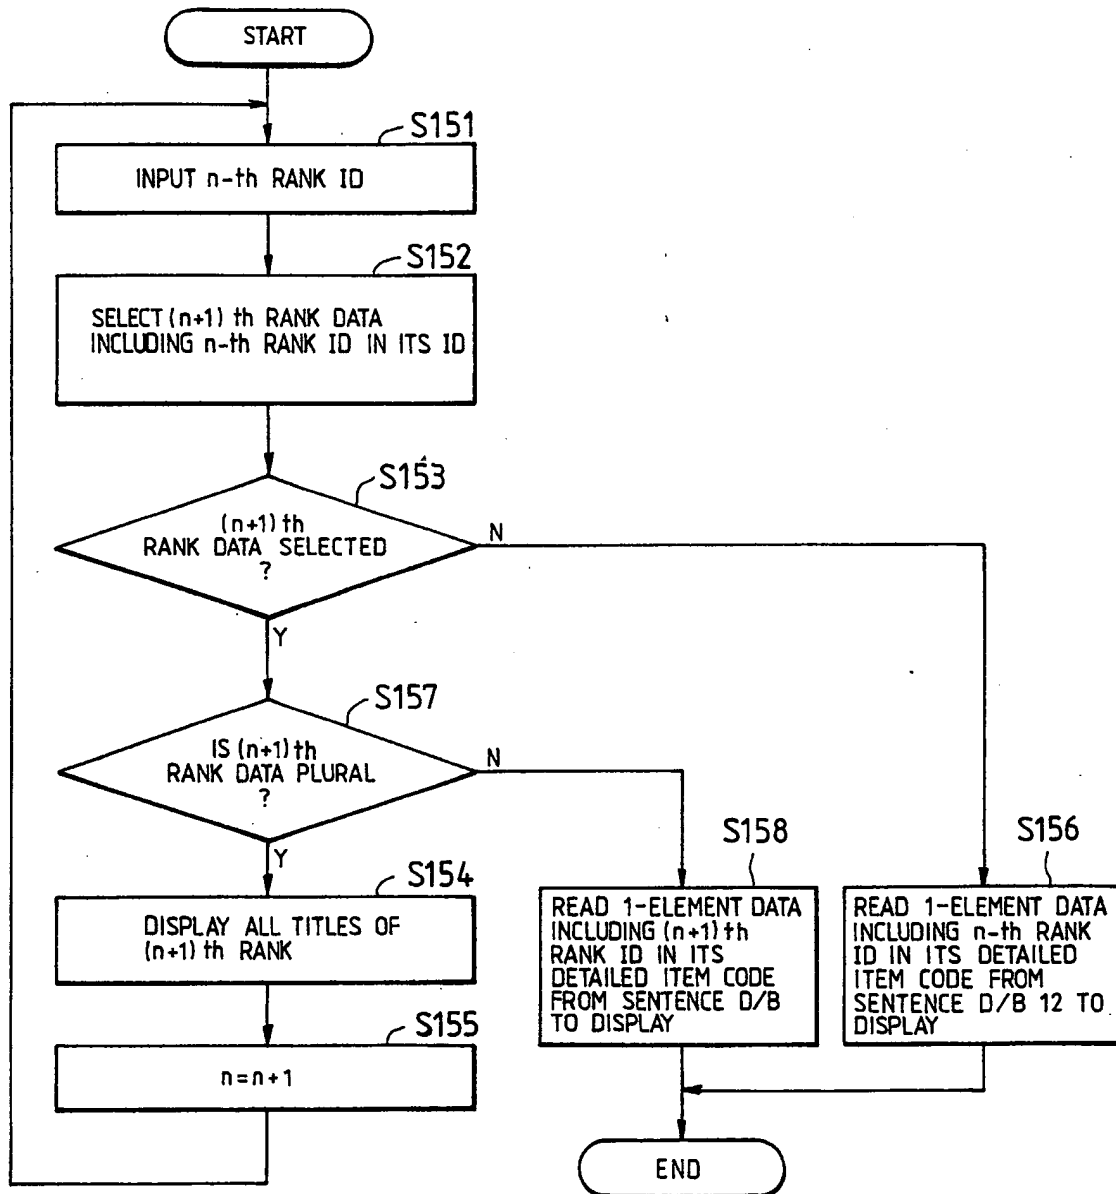 START
S151
INPUT n-th RANK ID
S152
SELECT (n+1) th RANK DATA
INCLUDING n-th RANK ID IN ITS ID
S153
(n+1) th
RANK DATA SELECTED
?
N
Y
S157
IS (n+1) th
RANK DATA PLURAL
?
N
Y
S154
DISPLAY ALL TITLES OF
(n+1) th RANK
S155
n=n+1
S158
READ 1-ELEMENT DATA
INCLUDING (n+1) th
RANK ID IN ITS
DETAILED ITEM CODE
FROM SENTENCE D/B
TO DISPLAY
S156
READ 1-ELEMENT DATA
INCLUDING n-th RANK
ID IN ITS DETAILED
ITEM CODE FROM
SENTENCE D/B 12 TO
DISPLAY
END